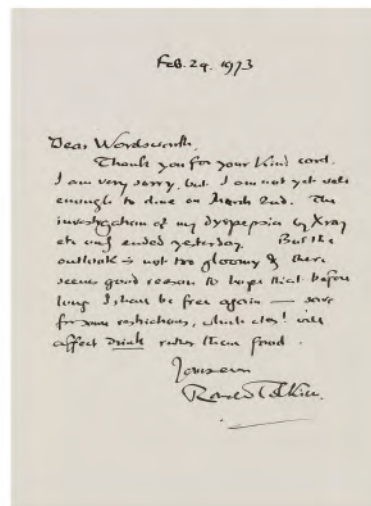 Feb. 29. 1973
Dear Wordsworth,
Thank you for your kind card.
I am very sorry, but I am not yet well
enough to dine on March 2nd. The
investigation of my dyspepsia by Xray
etc only ended yesterday. But the
outlook is not too gloomy & there
seems good reason to hope that before
long I shall be free again — save
for some restrictions, which alas! will
affect drink rather than food.
Yours ever
Ronald Tolkien.